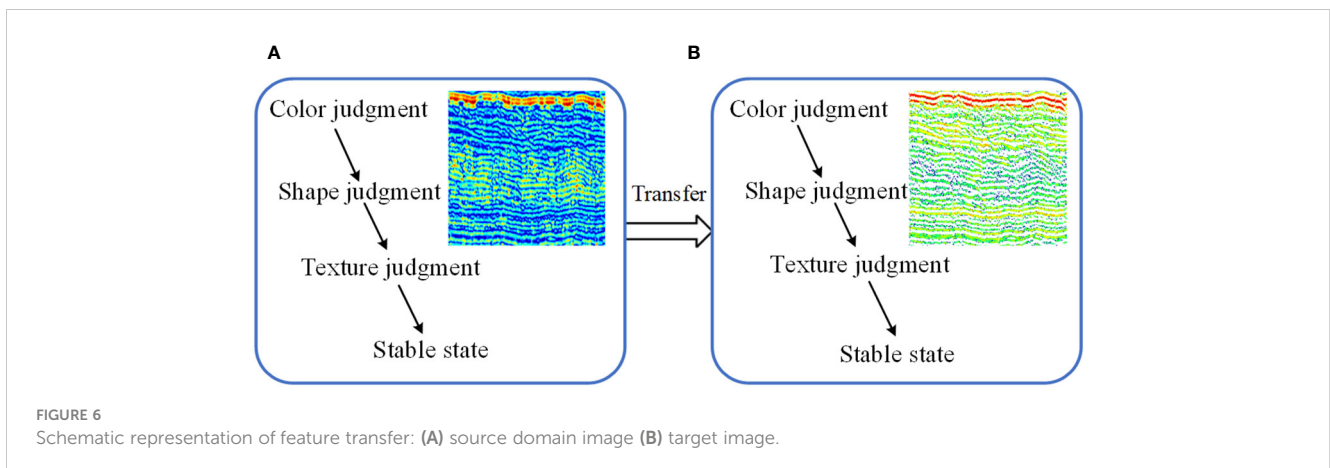 A
Color judgment
Shape judgment
Texture judgment
Stable state
Transfer
B
Color judgment
Shape judgment
Texture judgment
Stable state
FIGURE 6
Schematic representation of feature transfer: (A) source domain image (B) target image.